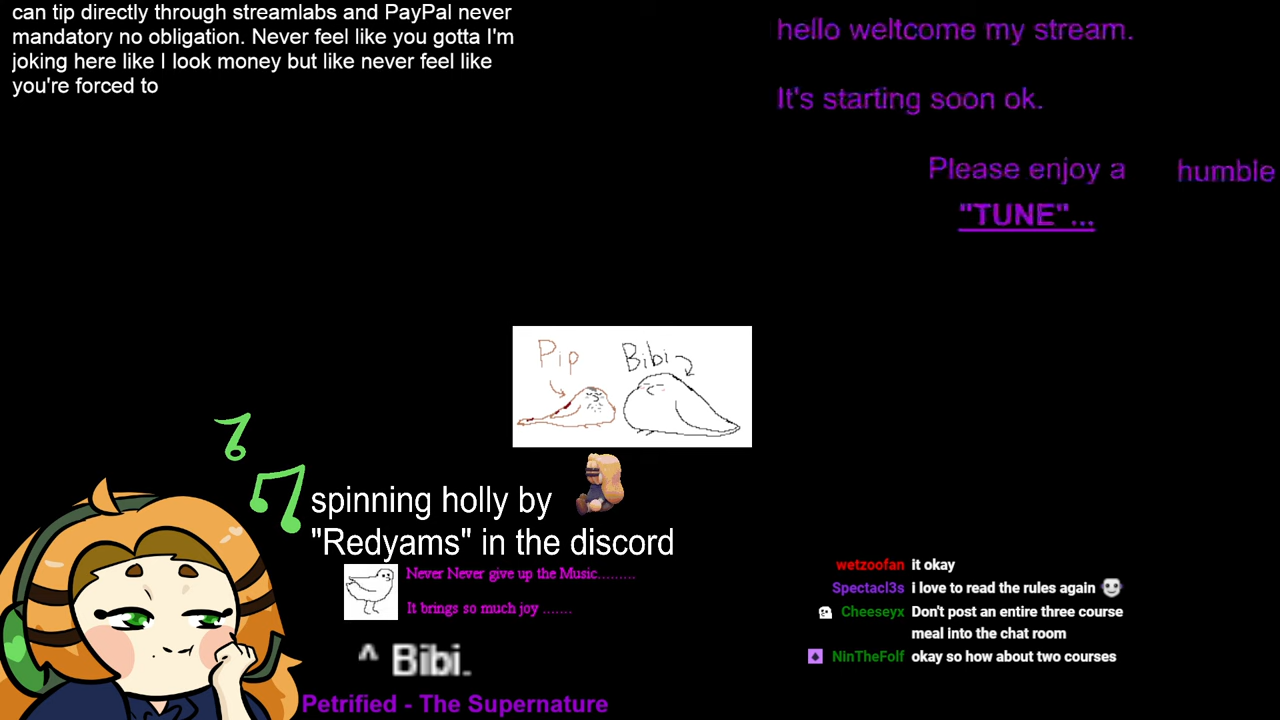 can tip directly through streamlabs and PayPal never
mandatory no obligation. Never feel like you gotta I'm
joking here like I look money but like never feel like
you're forced to
hello weltcome my stream.
It's starting soon ok.
Please enjoy a humble
"TUNE"...
Pip
Bibi
spinning holly by
"Redyams" in the discord
Never Never give up the Music.........
It brings so much joy .......
^ Bibi.
Petrified - The Supernature
wetzoofan it okay
Spectacl3s i love to read the rules again
Cheeseyx Don't post an entire three course
meal into the chat room
NinTheFolf okay so how about two courses